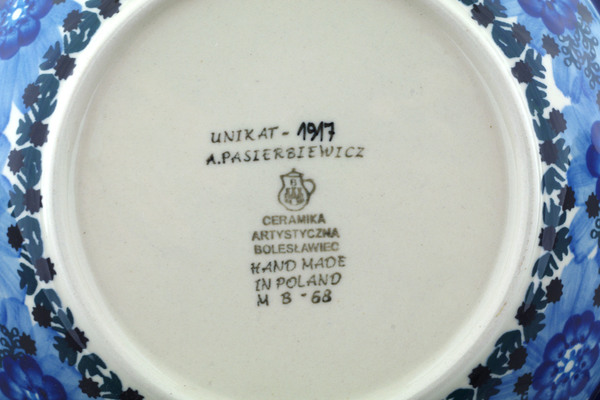 UNIKAT - 1917
A. PASIERBIEWICZ
CERAMIKA
ARTYSTYCZNA
BOLESŁAWIEC
HAND MADE
IN POLAND
M B - 68